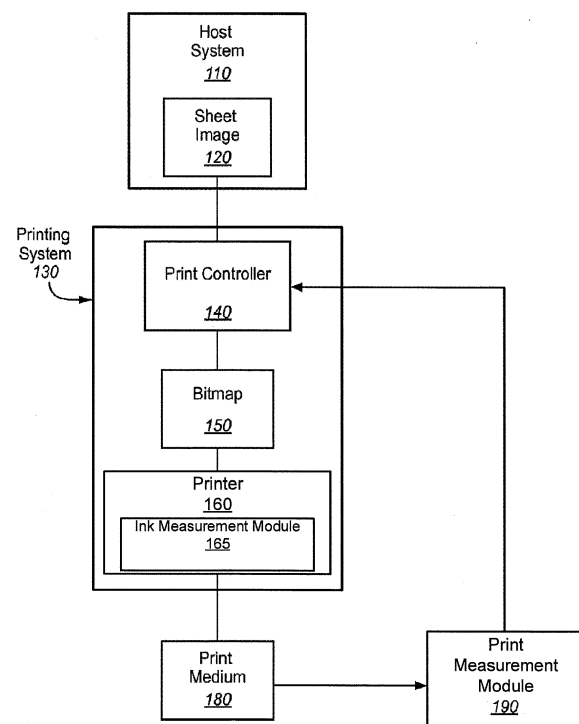 Host
System
110
Sheet
Image
120
Printing
System
130
Print Controller
140
Bitmap
150
Printer
160
Ink Measurement Module
165
Print
Medium
180
Print
Measurement
Module
190